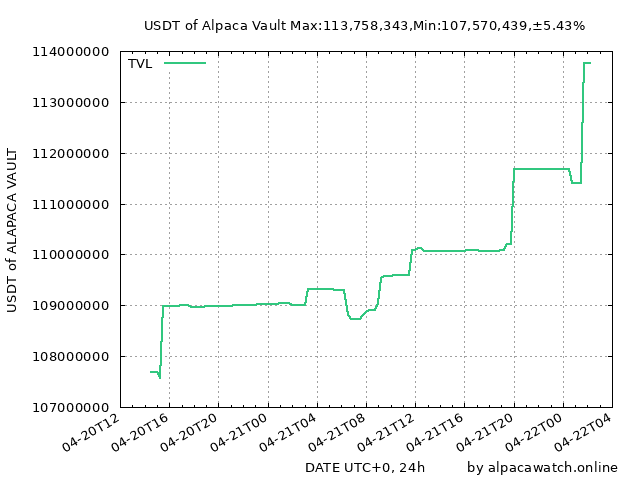 USDT of Alpaca Vault Max:113,758,343,Min:107,570,439,±5.43%
TVL
114000000
113000000
112000000
111000000
110000000
109000000
108000000
107000000
USDT of ALAPACA VAULT
04-20T12
04-20T16
04-20T20
04-21T00
04-21T04
04-21T08
04-21T12
04-21T16
04-21T20
04-22T00
04-22T04
DATE UTC+0, 24h
by alpacawatch.online